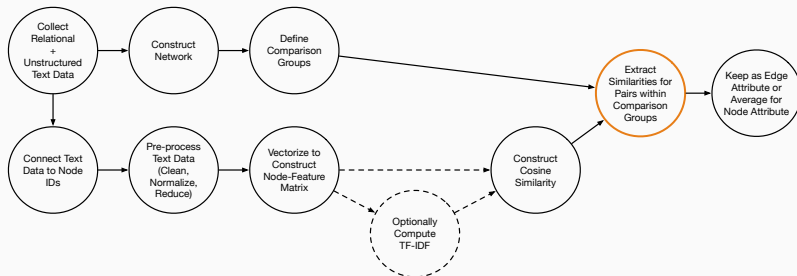 Collect
Relational
+
Unstructured
Text Data
Construct
Network
Define
Comparison
Groups
Extract
Similarities for
Pairs within
Comparison
Groups
Keep as Edge
Attribute or
Average for
Node Attribute
Connect Text
Data to Node
IDs
Pre-process
Text Data
(Clean,
Normalize,
Reduce)
Vectorize to
Construct
Node-Feature
Matrix
Construct
Cosine
Similarity
Optionally
Compute
TF-IDF